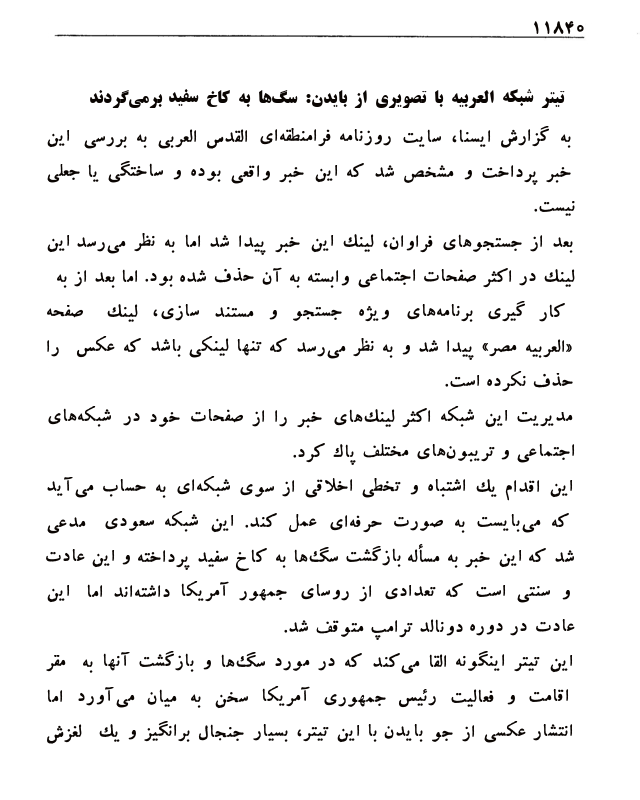 ۱۱۸۴۰
تیتر شبکه العربیه با تصویری از بایدن: سگ‌ها به کاخ سفید برمی‌گردند
به گزارش ایسنا، سایت روزنامه فرامنطقه‌ای القدس العربی به بررسی این
خبر پرداخت و مشخص شد که این خبر واقعی بوده و ساختگی یا جعلی
نیست.
بعد از جستجوهای فراوان، لینك این خبر پیدا شد اما به نظر می‌رسد این
لینك در اکثر صفحات اجتماعی وابسته به آن حذف شده بود. اما بعد از به
کار گیری برنامه‌های ویژه جستجو و مستند سازی، لینك صفحه
«العربیه مصر» پیدا شد و به نظر می‌رسد که تنها لینکی باشد که عکس را
حذف نکرده است.
مدیریت این شبکه اکثر لینك‌های خبر را از صفحات خود در شبکه‌های
اجتماعی و تریبون‌های مختلف پاك کرد.
این اقدام یك اشتباه و تخطی اخلاقی از سوی شبکه‌ای به حساب می‌آید
که می‌بایست به صورت حرفه‌ای عمل کند. این شبکه سعودی مدعی
شد که این خبر به مسأله بازگشت سگ‌ها به کاخ سفید پرداخته و این عادت
و سنتی است که تعدادی از روسای جمهور آمریکا داشته‌اند اما این
عادت در دوره دونالد ترامپ متوقف شد.
این تیتر اینگونه القا می‌کند که در مورد سگ‌ها و بازگشت آنها به مقر
اقامت و فعالیت رئیس جمهوری آمریکا سخن به میان می‌آورد اما
انتشار عکسی از جو بایدن با این تیتر، بسیار جنجال برانگیز و یك لغزش